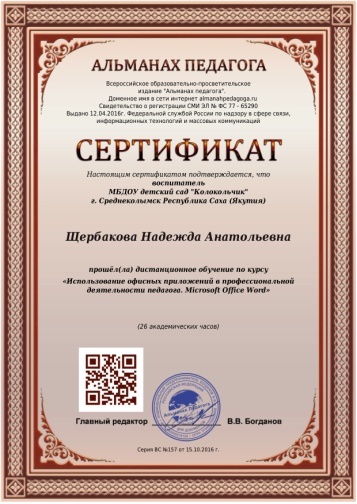 АЛЬМАНАХ ПЕДАГОГА
Всероссийское образовательно-просветительское
издание "Альманах педагога".
Доменное имя в сети интернет almanahpedagoga.ru
Свидетельство о регистрации СМИ ЭЛ № ФС 77 - 65290
Выдано 12.04.2016г. Федеральной службой России по надзору в сфере связи,
информационных технологий и массовых коммуникаций
СЕРТИФИКАТ
Настоящим сертификатом подтверждается, что
воспитатель
МБДОУ детский сад "Колокольчик"
г. Среднеколымск Республика Саха (Якутия)
Щербакова Надежда Анатольевна
прошёл(ла) дистанционное обучение по курсу
«Использование офисных приложений в профессиональной
деятельности педагога. Microsoft Office Word»
(26 академических часов)
Альманах Педагога
Главный редактор
В.В. Богданов
Серия ВС №157 от 15.10.2016 г.